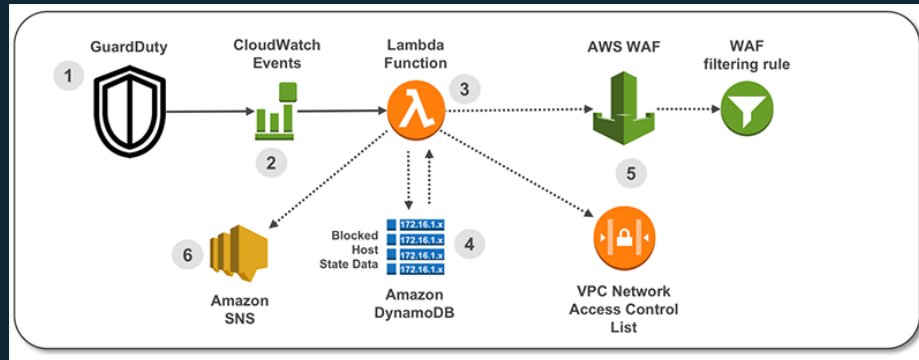 GuardDuty
1
CloudWatch
Events
2
Lambda
Function
3
AWS WAF
WAF
filtering rule
5
6
Amazon
SNS
Blocked
Host
State Data
172.16.1.x
172.16.1.x
172.16.1.x
172.16.1.x
4
Amazon
DynamoDB
VPC Network
Access Control
List